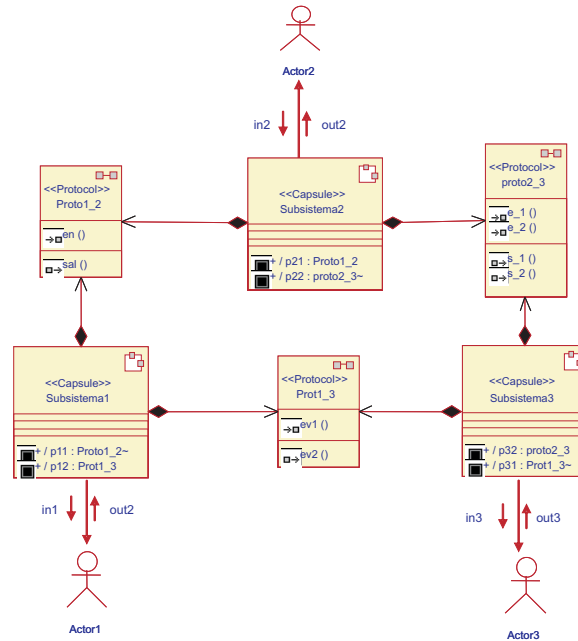 Actor2
in2
out2
<<Protocol>>
Proto1_2
en ()
sal ()
<<Capsule>>
Subsistema2
+ / p21 : Proto1_2
+ / p22 : proto2_3~
<<Protocol>>
proto2_3
e_1 ()
e_2 ()
s_1 ()
s_2 ()
<<Capsule>>
Subsistema1
+ / p11 : Proto1_2~
+ / p12 : Prot1_3
<<Protocol>>
Prot1_3
ev1 ()
ev2 ()
<<Capsule>>
Subsistema3
+ / p32 : proto2_3
+ / p31 : Prot1_3~
in1
out2
in3
out3
Actor1
Actor3